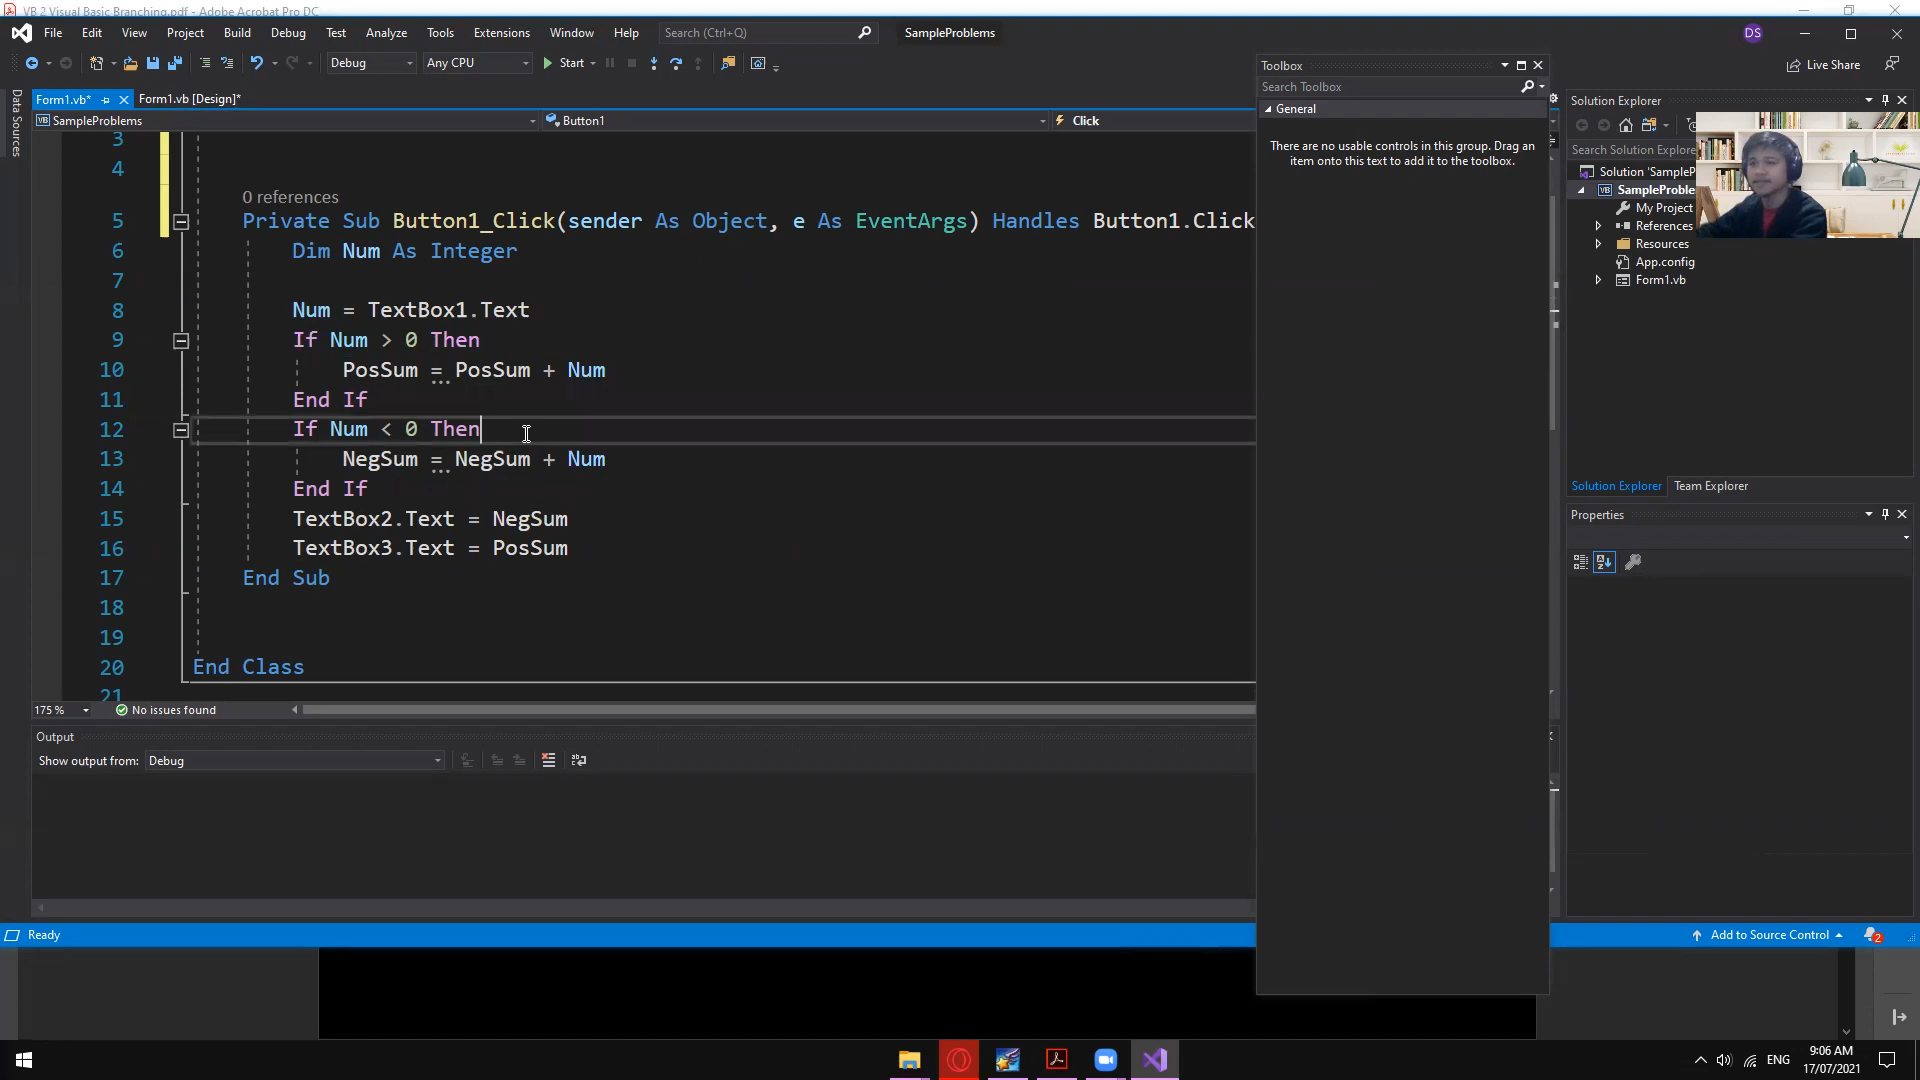 VB 2 Visual Basic Branching.pdf - Adobe Acrobat Pro DC
File Edit View Project Build Debug Test Analyze Tools Extensions Window Help Search (Ctrl+Q) SampleProblems DS
Debug Any CPU Start Live Share
Form1.vb* Form1.vb [Design]*
Data Sources
SampleProblems Button1 Click
3
4
0 references
5 Private Sub Button1_Click(sender As Object, e As EventArgs) Handles Button1.Click
6 Dim Num As Integer
7
8 Num = TextBox1.Text
9 If Num > 0 Then
10 PosSum = PosSum + Num
11 End If
12 If Num < 0 Then
13 NegSum = NegSum + Num
14 End If
15 TextBox2.Text = NegSum
16 TextBox3.Text = PosSum
17 End Sub
18
19
20 End Class
21
175 % No issues found
Output
Show output from: Debug
Toolbox
Search Toolbox
General
There are no usable controls in this group. Drag an
item onto this text to add it to the toolbox.
Solution Explorer
Search Solution Explore
Solution 'SampleP
VB SampleProble
My Project
References
Resources
App.config
Form1.vb
Solution Explorer Team Explorer
Properties
Ready Add to Source Control 2
ENG 9:06 AM
17/07/2021